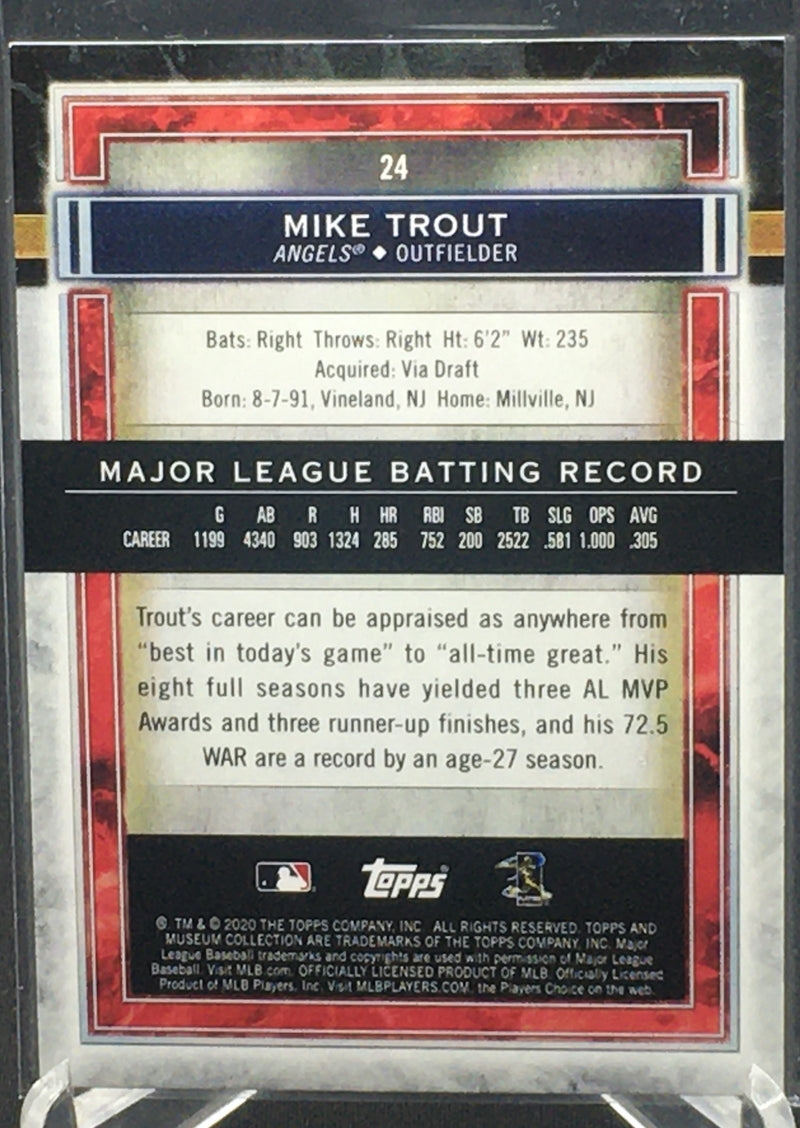 24
MIKE TROUT
ANGELS® ◆ OUTFIELDER
Bats: Right Throws: Right Ht: 6'2" Wt: 235
Acquired: Via Draft
Born: 8-7-91, Vineland, NJ Home: Millville, NJ
MAJOR LEAGUE BATTING RECORD
G AB R H HR RBI SB TB SLG OPS AVG
CAREER 1199 4340 903 1324 285 752 200 2522 .581 1.000 .305
Trout's career can be appraised as anywhere from
“best in today's game” to “all-time great.” His
eight full seasons have yielded three AL MVP
Awards and three runner-up finishes, and his 72.5
WAR are a record by an age-27 season.
Topps®
®, TM & © 2020 THE TOPPS COMPANY, INC. ALL RIGHTS RESERVED. TOPPS AND
MUSEUM COLLECTION ARE TRADEMARKS OF THE TOPPS COMPANY, INC. Major
League Baseball trademarks and copyrights are used with permission of Major League
Baseball. Visit MLB.com. OFFICIALLY LICENSED PRODUCT OF MLB. Officially Licensed
Product of MLB Players, Inc. Visit MLBPLAYERS.COM, the Players Choice on the web.